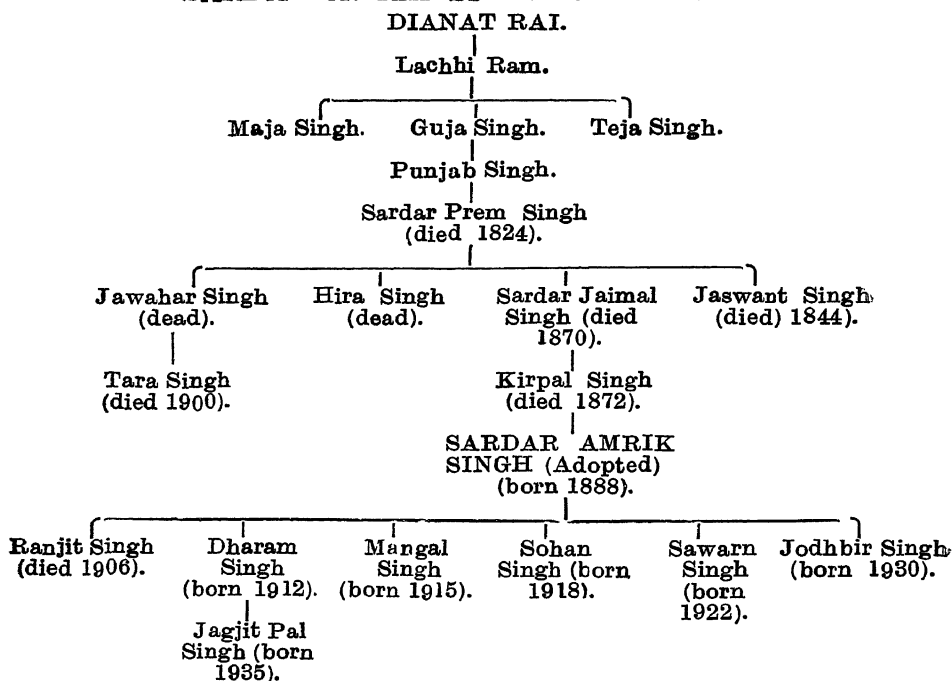 DIANAT RAI.
Lachhi Ram.
Maja Singh. Guja Singh. Teja Singh.
Punjab Singh.
Sardar Prem Singh
(died 1824).
Jawahar Singh
(dead).
Hira Singh
(dead).
Sardar Jaimal
Singh (died
1870).
Jaswant Singh
(died) 1844).
Tara Singh
(died 1900).
Kirpal Singh
(died 1872).
SARDAR AMRIK
SINGH (Adopted)
(born 1888).
Ranjit Singh
(died 1906).
Dharam
Singh
(born 1912).
Mangal
Singh
(born 1915).
Sohan
Singh (born
1918).
Sawarn
Singh
(born
1922).
Jodhbir Singh
(born 1930).
Jagjit Pal
Singh (born
1935).